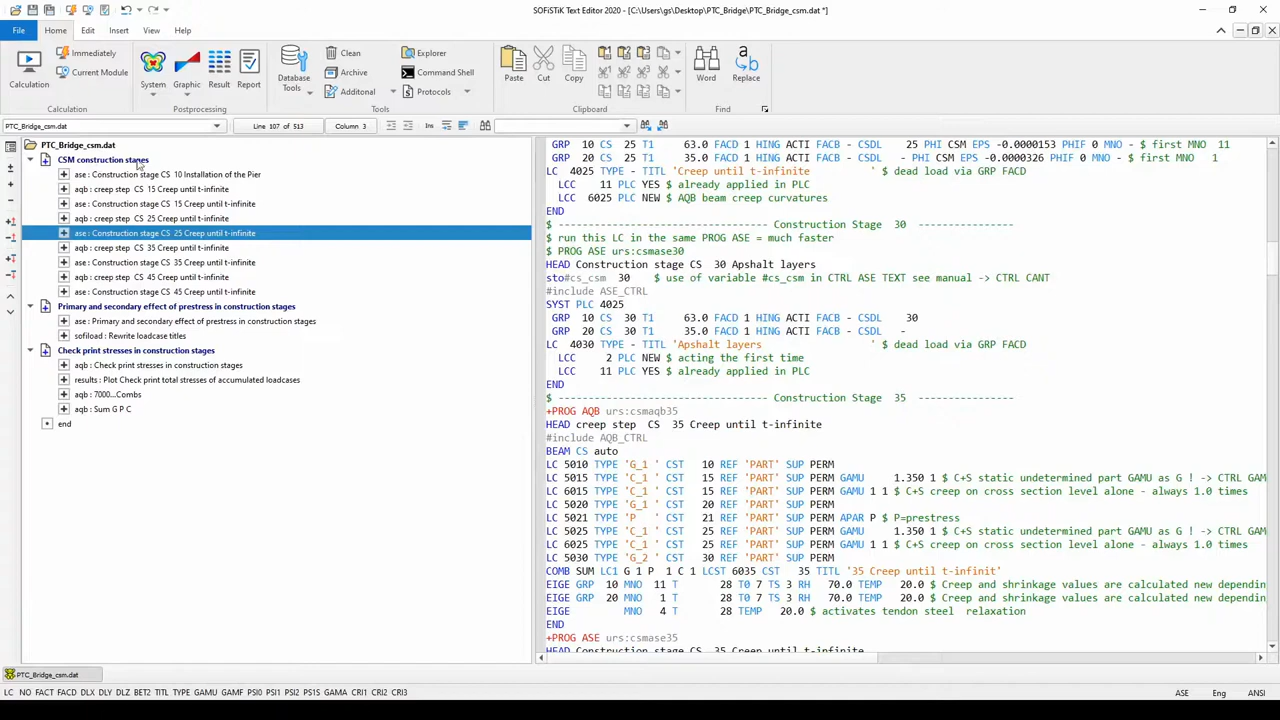 SOFiSTiK Text Editor 2020 - [C:\Users\gs\Desktop\PTC_Bridge\PTC_Bridge_csm.dat *]
File Home Edit Insert View Help
Calculation
Immediately
Current Module
Calculation
System
Graphic
Result
Report
Postprocessing
Database
Tools
Clean
Archive
Additonal
Explorer
Command Shell
Protocols
Tools
Paste
Cut
Copy
Clipboard
Word
Replace
Find
PTC_Bridge_csm.dat
Line 107 of 513
Column 3
Ins
PTC_Bridge_csm.dat
CSM construction stages
ase : Construction stage CS 10 Installation of the Pier
aqb : creep step CS 15 Creep until t-infinite
ase : Construction stage CS 15 Creep until t-infinite
aqb : creep step CS 25 Creep until t-infinite
ase : Construction stage CS 25 Creep until t-infinite
aqb : creep step CS 35 Creep until t-infinite
ase : Construction stage CS 35 Creep until t-infinite
aqb : creep step CS 45 Creep until t-infinite
ase : Construction stage CS 45 Creep until t-infinite
Primary and secondary effect of prestress in construction stages
ase : Primary and secondary effect of prestress in construction stages
sofiload : Rewrite loadcase titles
Check print stresses in construction stages
aqb : Check print stresses in construction stages
results : Plot Check print total stresses of accumulated loadcases
aqb : 7000...Combs
aqb : Sum G P C
end
GRP 10 CS 25 T1 63.0 FACD 1 HING ACTI FACB - CSDL 25 PHI CSM EPS -0.0000153 PHIF 0 MNO - $ first MNO 11
GRP 20 CS 25 T1 35.0 FACD 1 HING ACTI FACB - CSDL - PHI CSM EPS -0.0000326 PHIF 0 MNO - $ first MNO 1
LC 4025 TYPE - TITL 'Creep until t-infinite ' $ dead load via GRP FACD
LCC 11 PLC YES $ already applied in PLC
LCC 6025 PLC NEW $ AQB beam creep curvatures
END
$ ---------------------------------- Construction Stage 30 ----------------
$ run this LC in the same PROG ASE = much faster
$ PROG ASE urs:csmase30
HEAD Construction stage CS 30 Apshalt layers
sto#cs_csm 30 $ use of variable #cs_csm in CTRL ASE TEXT see manual -> CTRL CANT
#include ASE_CTRL
SYST PLC 4025
GRP 10 CS 30 T1 63.0 FACD 1 HING ACTI FACB - CSDL 30
GRP 20 CS 30 T1 35.0 FACD 1 HING ACTI FACB - CSDL -
LC 4030 TYPE - TITL 'Apshalt layers ' $ dead load via GRP FACD
LCC 2 PLC NEW $ acting the first time
LCC 11 PLC YES $ already applied in PLC
END
$ ---------------------------------- Construction Stage 35 ----------------
+PROG AQB urs:csmaqb35
HEAD creep step CS 35 Creep until t-infinite
#include AQB_CTRL
BEAM CS auto
LC 5010 TYPE 'G_1 ' CST 10 REF 'PART' SUP PERM
LC 5015 TYPE 'C_1 ' CST 15 REF 'PART' SUP PERM GAMU 1.350 1 $ C+S static undetermined part GAMU as G ! -> CTRL GAM
LC 6015 TYPE 'C_1 ' CST 15 REF 'PART' SUP PERM GAMU 1 1 $ C+S creep on cross section level alone - always 1.0 times
LC 5020 TYPE 'G_1 ' CST 20 REF 'PART' SUP PERM
LC 5021 TYPE 'P ' CST 21 REF 'PART' SUP PERM APAR P $ P=prestress
LC 5025 TYPE 'C_1 ' CST 25 REF 'PART' SUP PERM GAMU 1.350 1 $ C+S static undetermined part GAMU as G ! -> CTRL GAM
LC 6025 TYPE 'C_1 ' CST 25 REF 'PART' SUP PERM GAMU 1 1 $ C+S creep on cross section level alone - always 1.0 times
LC 5030 TYPE 'G_2 ' CST 30 REF 'PART' SUP PERM
COMB SUM LC1 G 1 P 1 C 1 LCST 6035 CST 35 TITL '35 Creep until t-infinit'
EIGE GRP 10 MNO 11 T 28 T0 7 TS 3 RH 70.0 TEMP 20.0 $ Creep and shrinkage values are calculated new dependin
EIGE GRP 20 MNO 1 T 28 T0 7 TS 3 RH 70.0 TEMP 20.0 $ Creep and shrinkage values are calculated new dependin
EIGE MNO 4 T 28 TEMP 20.0 $ activates tendon steel relaxation
END
+PROG ASE urs:csmase35
HEAD Construction stage CS 35 Creep until t-infinite
PTC_Bridge_csm.dat
LC NO FACT FACD DLX DLY DLZ BET2 TITL TYPE GAMU GAMF PSI0 PSI1 PSI2 PS1S GAMA CRI1 CRI2 CRI3
ASE Eng ANSI